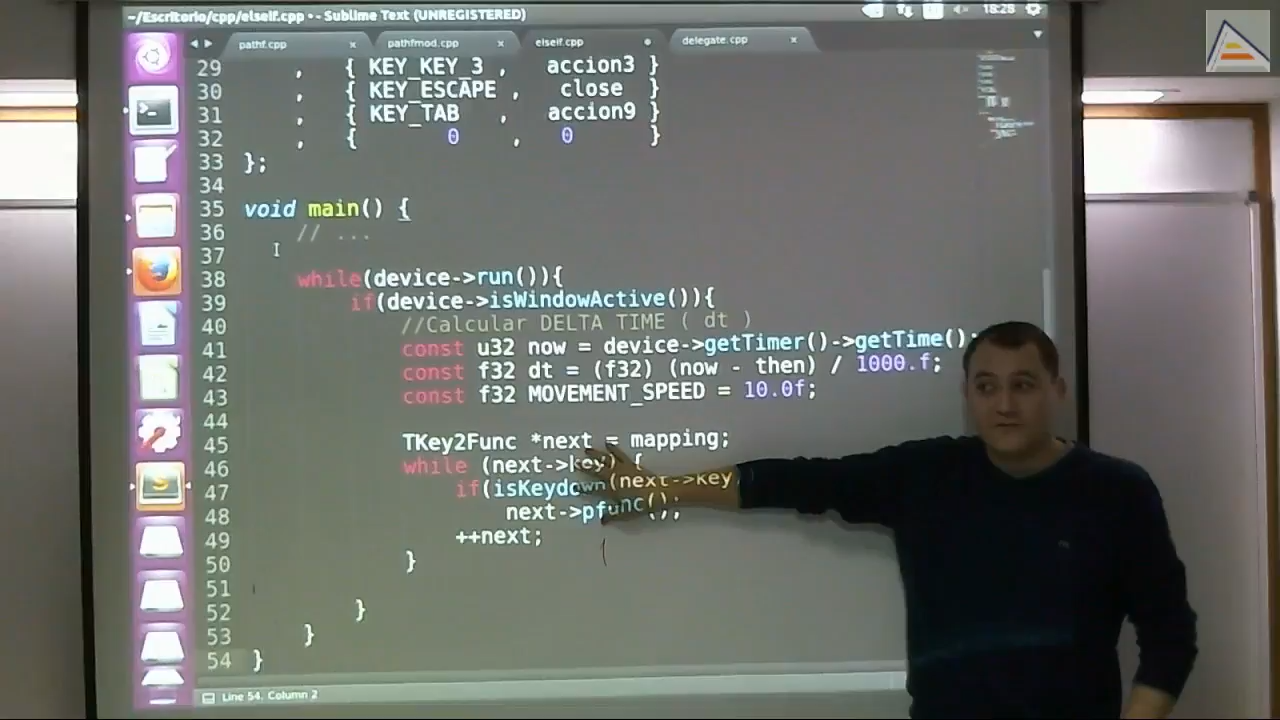 ~/Escritorio/cpp/elseif.cpp • - Sublime Text (UNREGISTERED)
18:28
pathf.cpp × pathfmod.cpp × elseif.cpp • delegate.cpp ×
29 , { KEY_KEY_3 , accion3 }
30 , { KEY_ESCAPE , close }
31 , { KEY_TAB , accion9 }
32 , { 0 , 0 }
33 };
34
35 void main() {
36 // ...
37
38 while(device->run()){
39 if(device->isWindowActive()){
40 //Calcular DELTA TIME ( dt )
41 const u32 now = device->getTimer()->getTime();
42 const f32 dt = (f32) (now - then) / 1000.f;
43 const f32 MOVEMENT_SPEED = 10.0f;
44
45 TKey2Func *next = mapping;
46 while (next->key) {
47 if(isKeydown(next->key
48 next->pfunc();
49 ++next;
50 }
51
52 }
53 }
54 }
Line 54, Column 2